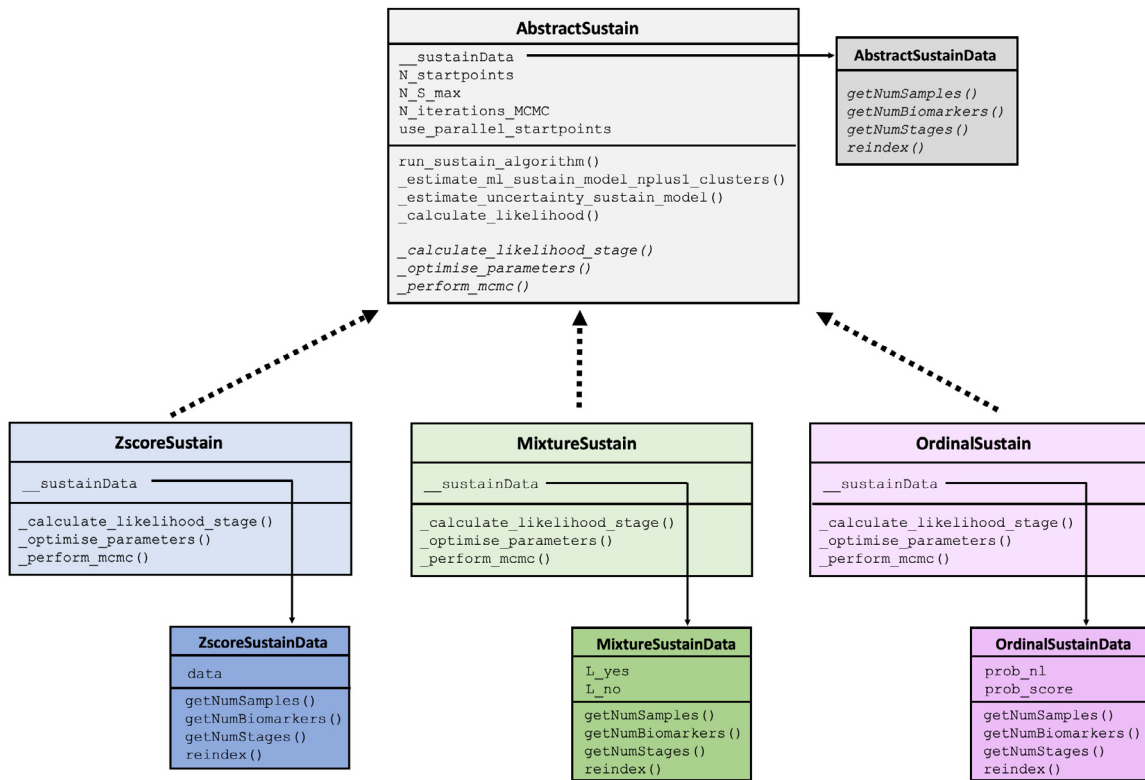 AbstractSustain
__sustainData
N_startpoints
N_S_max
N_iterations_MCMC
use_parallel_startpoints
run_sustain_algorithm()
_estimate_ml_sustain_model_nplus1_clusters()
_estimate_uncertainty_sustain_model()
_calculate_likelihood()
_calculate_likelihood_stage()
_optimise_parameters()
_perform_mcmc()
AbstractSustainData
getNumSamples()
getNumBiomarkers()
getNumStages()
reindex()
ZscoreSustain
__sustainData
_calculate_likelihood_stage()
_optimise_parameters()
_perform_mcmc()
MixtureSustain
__sustainData
_calculate_likelihood_stage()
_optimise_parameters()
_perform_mcmc()
OrdinalSustain
__sustainData
_calculate_likelihood_stage()
_optimise_parameters()
_perform_mcmc()
ZscoreSustainData
data
getNumSamples()
getNumBiomarkers()
getNumStages()
reindex()
MixtureSustainData
L_yes
L_no
getNumSamples()
getNumBiomarkers()
getNumStages()
reindex()
OrdinalSustainData
prob_nl
prob_score
getNumSamples()
getNumBiomarkers()
getNumStages()
reindex()